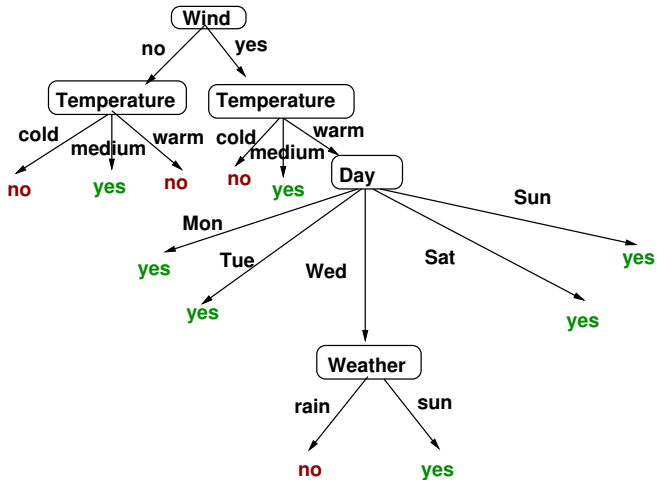 Wind
no yes
Temperature Temperature
cold medium warm cold medium warm
no yes no no yes Day
Mon Tue Wed Sat Sun
yes yes yes yes
Weather
rain sun
no yes